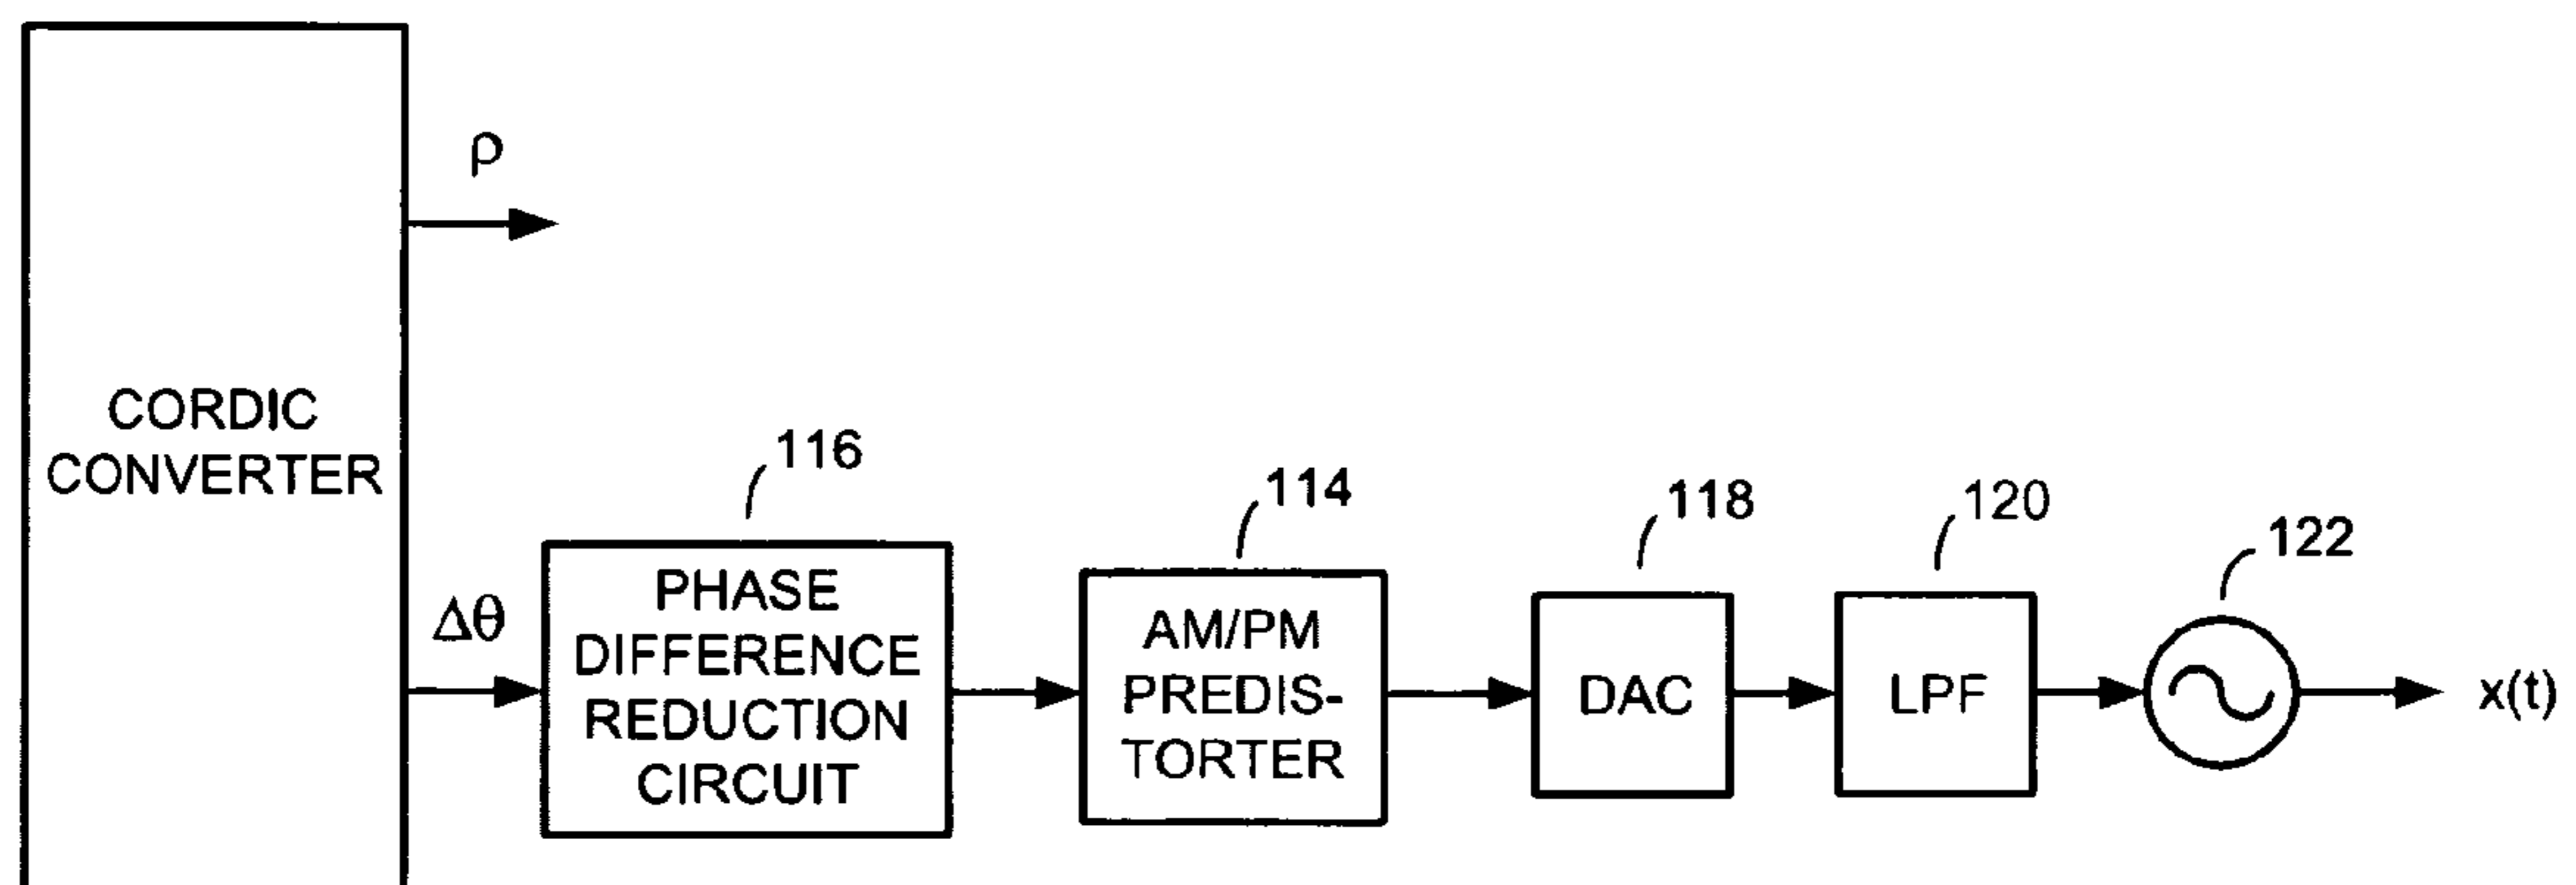 ρ
CORDIC
CONVERTER
Δθ
116
PHASE
DIFFERENCE
REDUCTION
CIRCUIT
114
AM/PM
PREDIS-
TORTER
118
DAC
120
LPF
122
x(t)